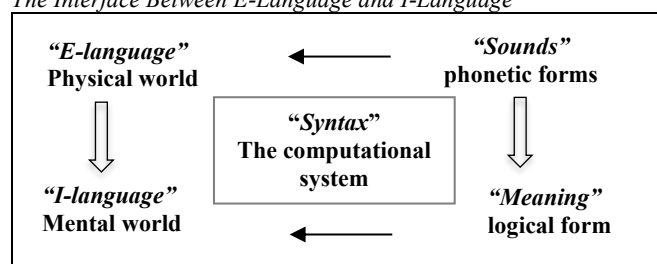 The Interface Between E-Language and I-Language
“E-language”
Physical world
“Sounds”
phonetic forms
“Syntax”
The computational
system
“I-language”
Mental world
“Meaning”
logical form